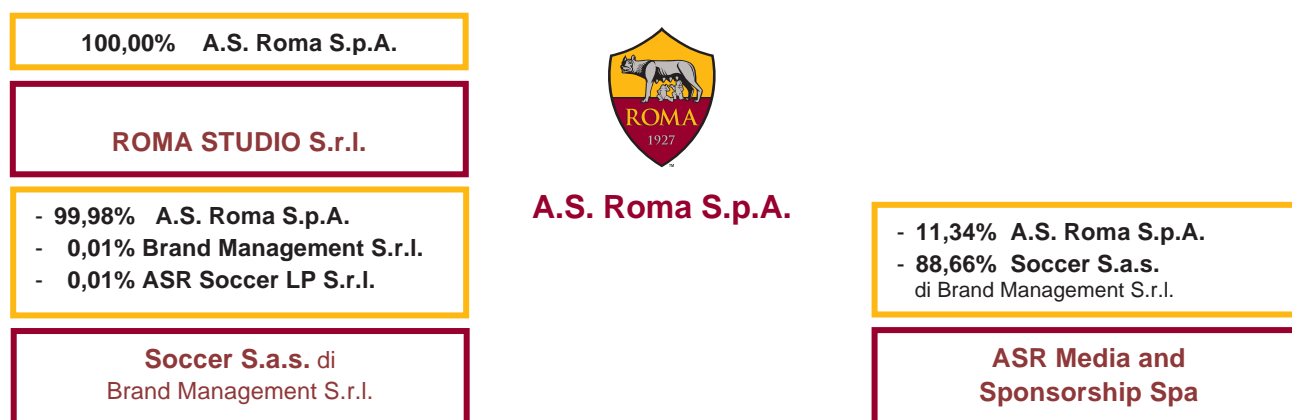 100,00% A.S. Roma S.p.A.
ROMA STUDIO S.r.l.
- 99,98% A.S. Roma S.p.A.
- 0,01% Brand Management S.r.l.
- 0,01% ASR Soccer LP S.r.l.
Soccer S.a.s. di
Brand Management S.r.l.
ROMA
1927
™
A.S. Roma S.p.A.
- 11,34% A.S. Roma S.p.A.
- 88,66% Soccer S.a.s.
di Brand Management S.r.l.
ASR Media and
Sponsorship Spa